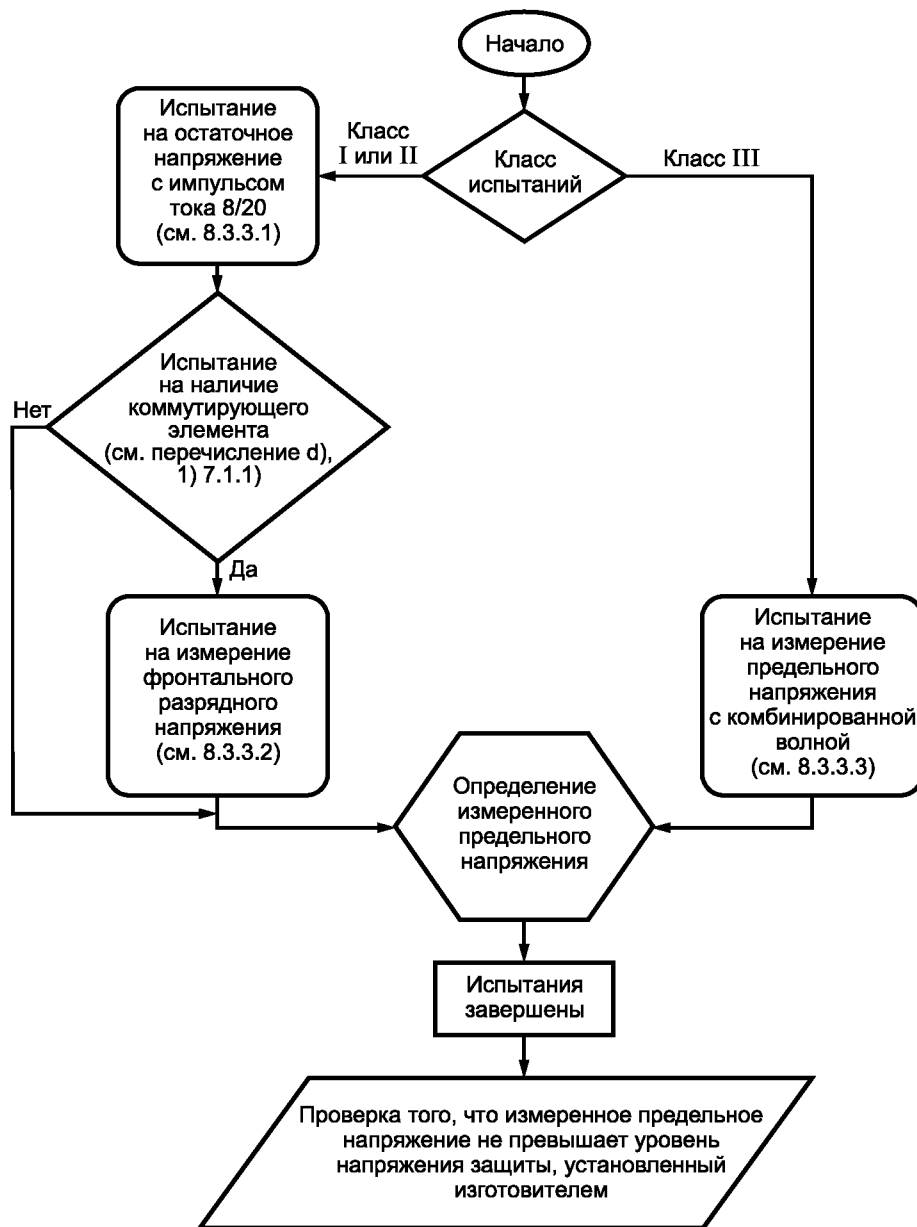 Начало
Испытание
на остаточное
напряжение
с импульсом
тока 8/20
(см. 8.3.3.1)
Класс
I или II
Класс
испытаний
Класс III
Испытание
на наличие
коммутирующего
элемента
(см. перечисление d),
1) 7.1.1)
Нет
Да
Испытание
на измерение
фронтального
разрядного
напряжения
(см. 8.3.3.2)
Испытание
на измерение
предельного
напряжения
с комбинированной
волной
(см. 8.3.3.3)
Определение
измеренного
предельного
напряжения
Испытания
завершены
Проверка того, что измеренное предельное
напряжение не превышает уровень
напряжения защиты, установленный
изготовителем